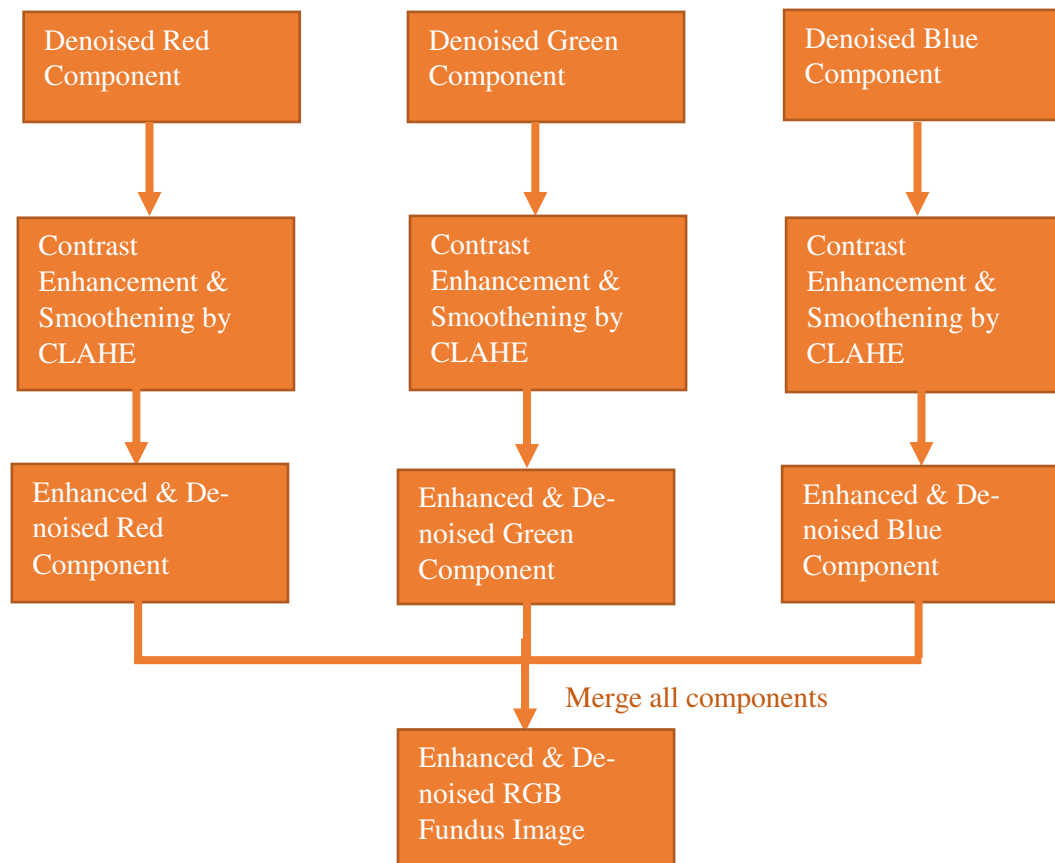 Denoised Red
Component
Denoised Green
Component
Denoised Blue
Component
Contrast
Enhancement &
Smoothening by
CLAHE
Contrast
Enhancement &
Smoothening by
CLAHE
Contrast
Enhancement &
Smoothening by
CLAHE
Enhanced & De-
noised Red
Component
Enhanced & De-
noised Green
Component
Enhanced & De-
noised Blue
Component
Merge all components
Enhanced & De-
noised RGB
Fundus Image